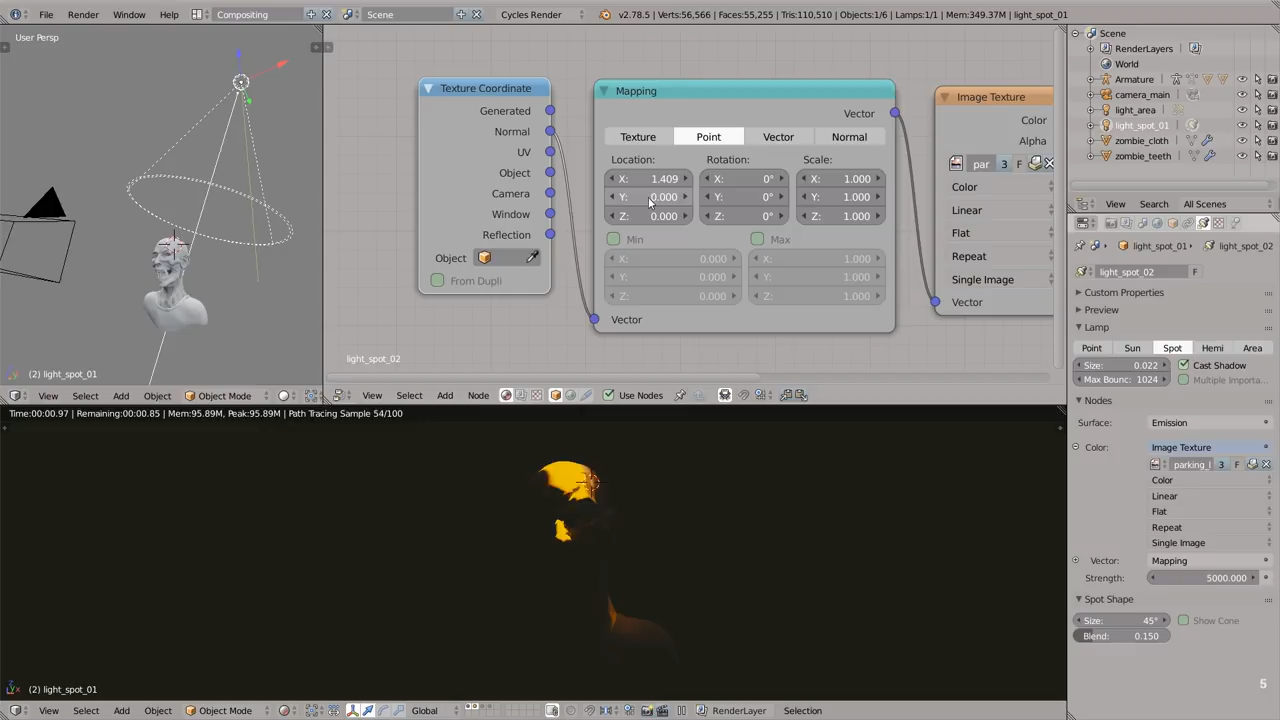 File Render Window Help Compositing Scene Cycles Render v2.78.5 | Verts:56,566 | Faces:55,255 | Tris:110,510 | Objects:1/6 | Lamps:1/1 | Mem:349.37M | light_spot_01
User Persp
(2) light_spot_01
View Select Add Object Object Mode
Texture Coordinate
Generated
Normal
UV
Object
Camera
Window
Reflection
Object
From Dupli
Mapping
Vector
Texture Point Vector Normal
Location: Rotation: Scale:
X: 1.409 X: 0° X: 1.000
Y: 0.000 Y: 0° Y: 1.000
Z: 0.000 Z: 0° Z: 1.000
Min Max
X: 0.000 X: 1.000
Y: 0.000 Y: 1.000
Z: 0.000 Z: 1.000
Vector
Image Texture
Color
Alpha
par 3 F
Color
Linear
Flat
Repeat
Single Image
Vector
light_spot_02
View Select Add Node Use Nodes
Time:00:00.97 | Remaining:00:00.85 | Mem:95.89M, Peak:95.89M | Path Tracing Sample 54/100
(2) light_spot_01
View Select Add Object Object Mode Global RenderLayer Selection
Scene
RenderLayers
World
Armature
camera_main
light_area
light_spot_01
zombie_cloth
zombie_teeth
View Search All Scenes
light_spot_01 light_spot_02
light_spot_02 F
Custom Properties
Preview
Lamp
Point Sun Spot Hemi Area
Size: 0.022 Cast Shadow
Max Bounc: 1024 Multiple Importa...
Nodes
Surface: Emission
Color: Image Texture
parking_l 3 F
Color
Linear
Flat
Repeat
Single Image
Vector: Mapping
Strength: 5000.000
Spot Shape
Size: 45° Show Cone
Blend: 0.150
5